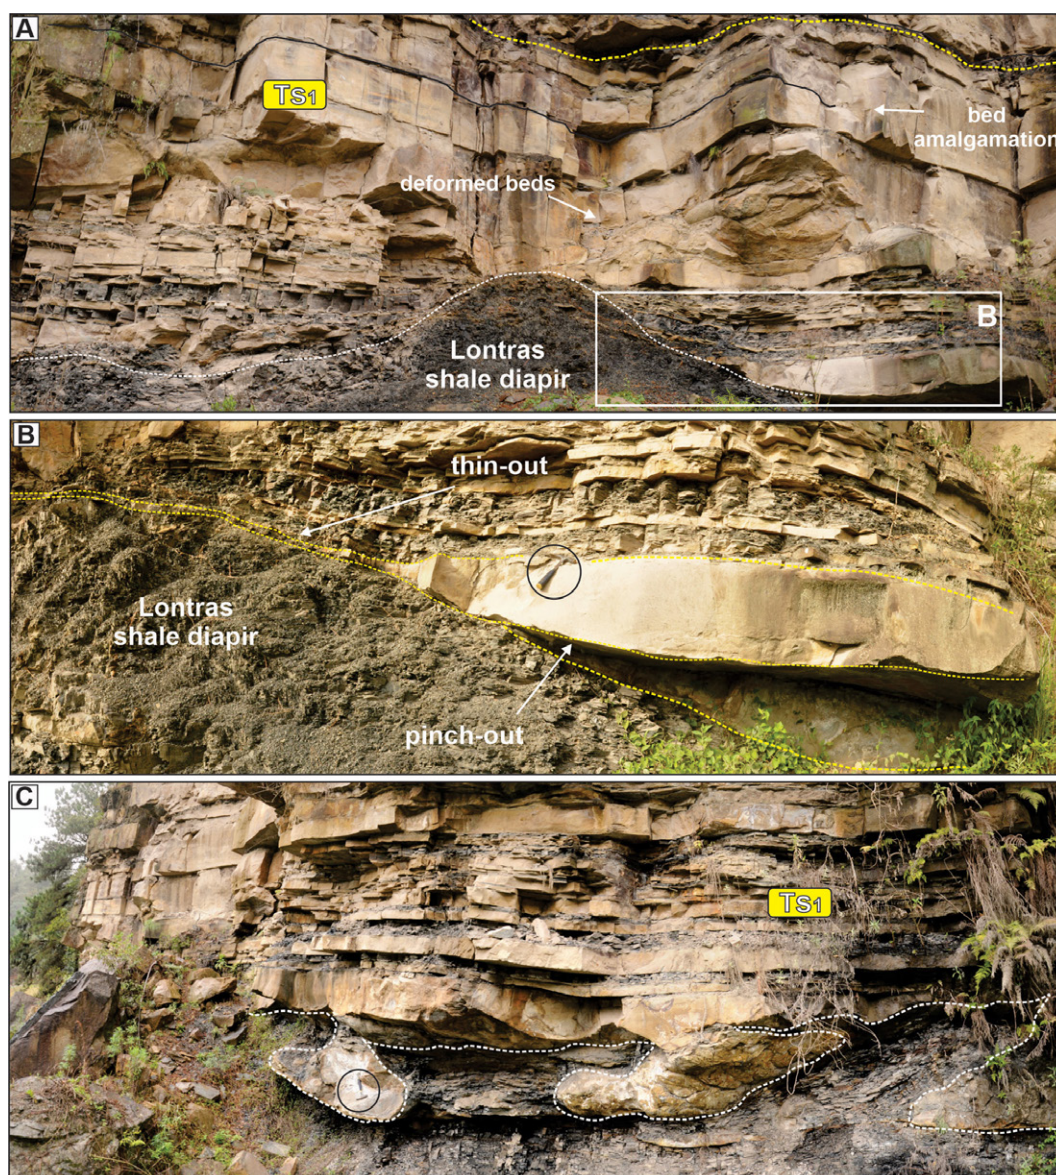 A
TS1
bed
amalgamation
deformed beds
B
Lontras
shale diapir
B
thin-out
Lontras
shale diapir
pinch-out
C
TS1